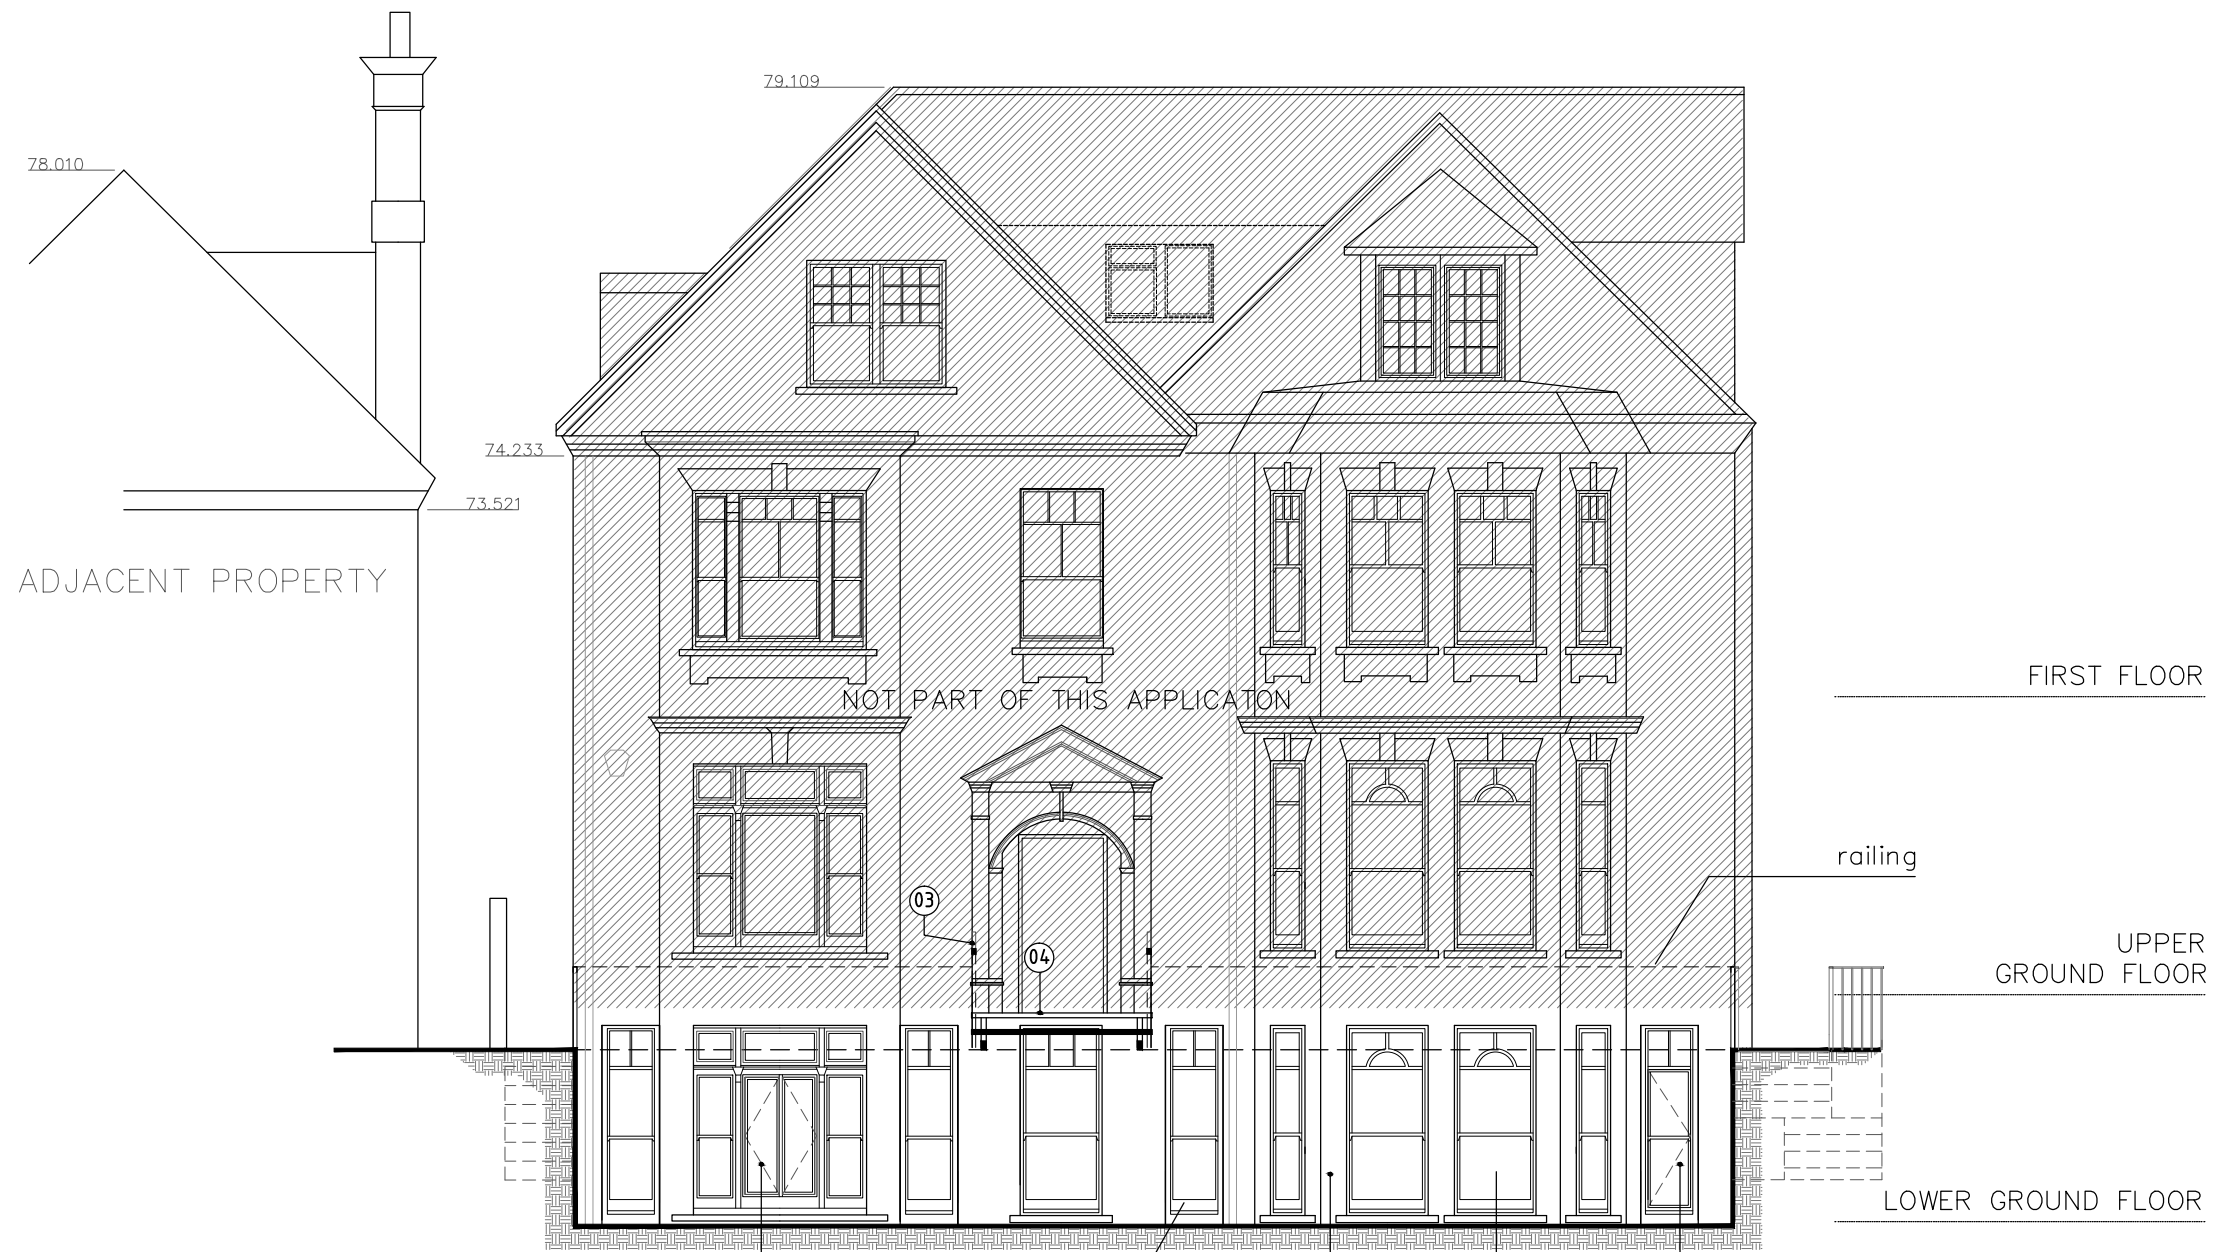 79.109
78.010
74.233
73.521
ADJACENT PROPERTY
FIRST FLOOR
NOT PART OF THIS APPLICATON
railing
03
04
UPPER
GROUND FLOOR
LOWER GROUND FLOOR